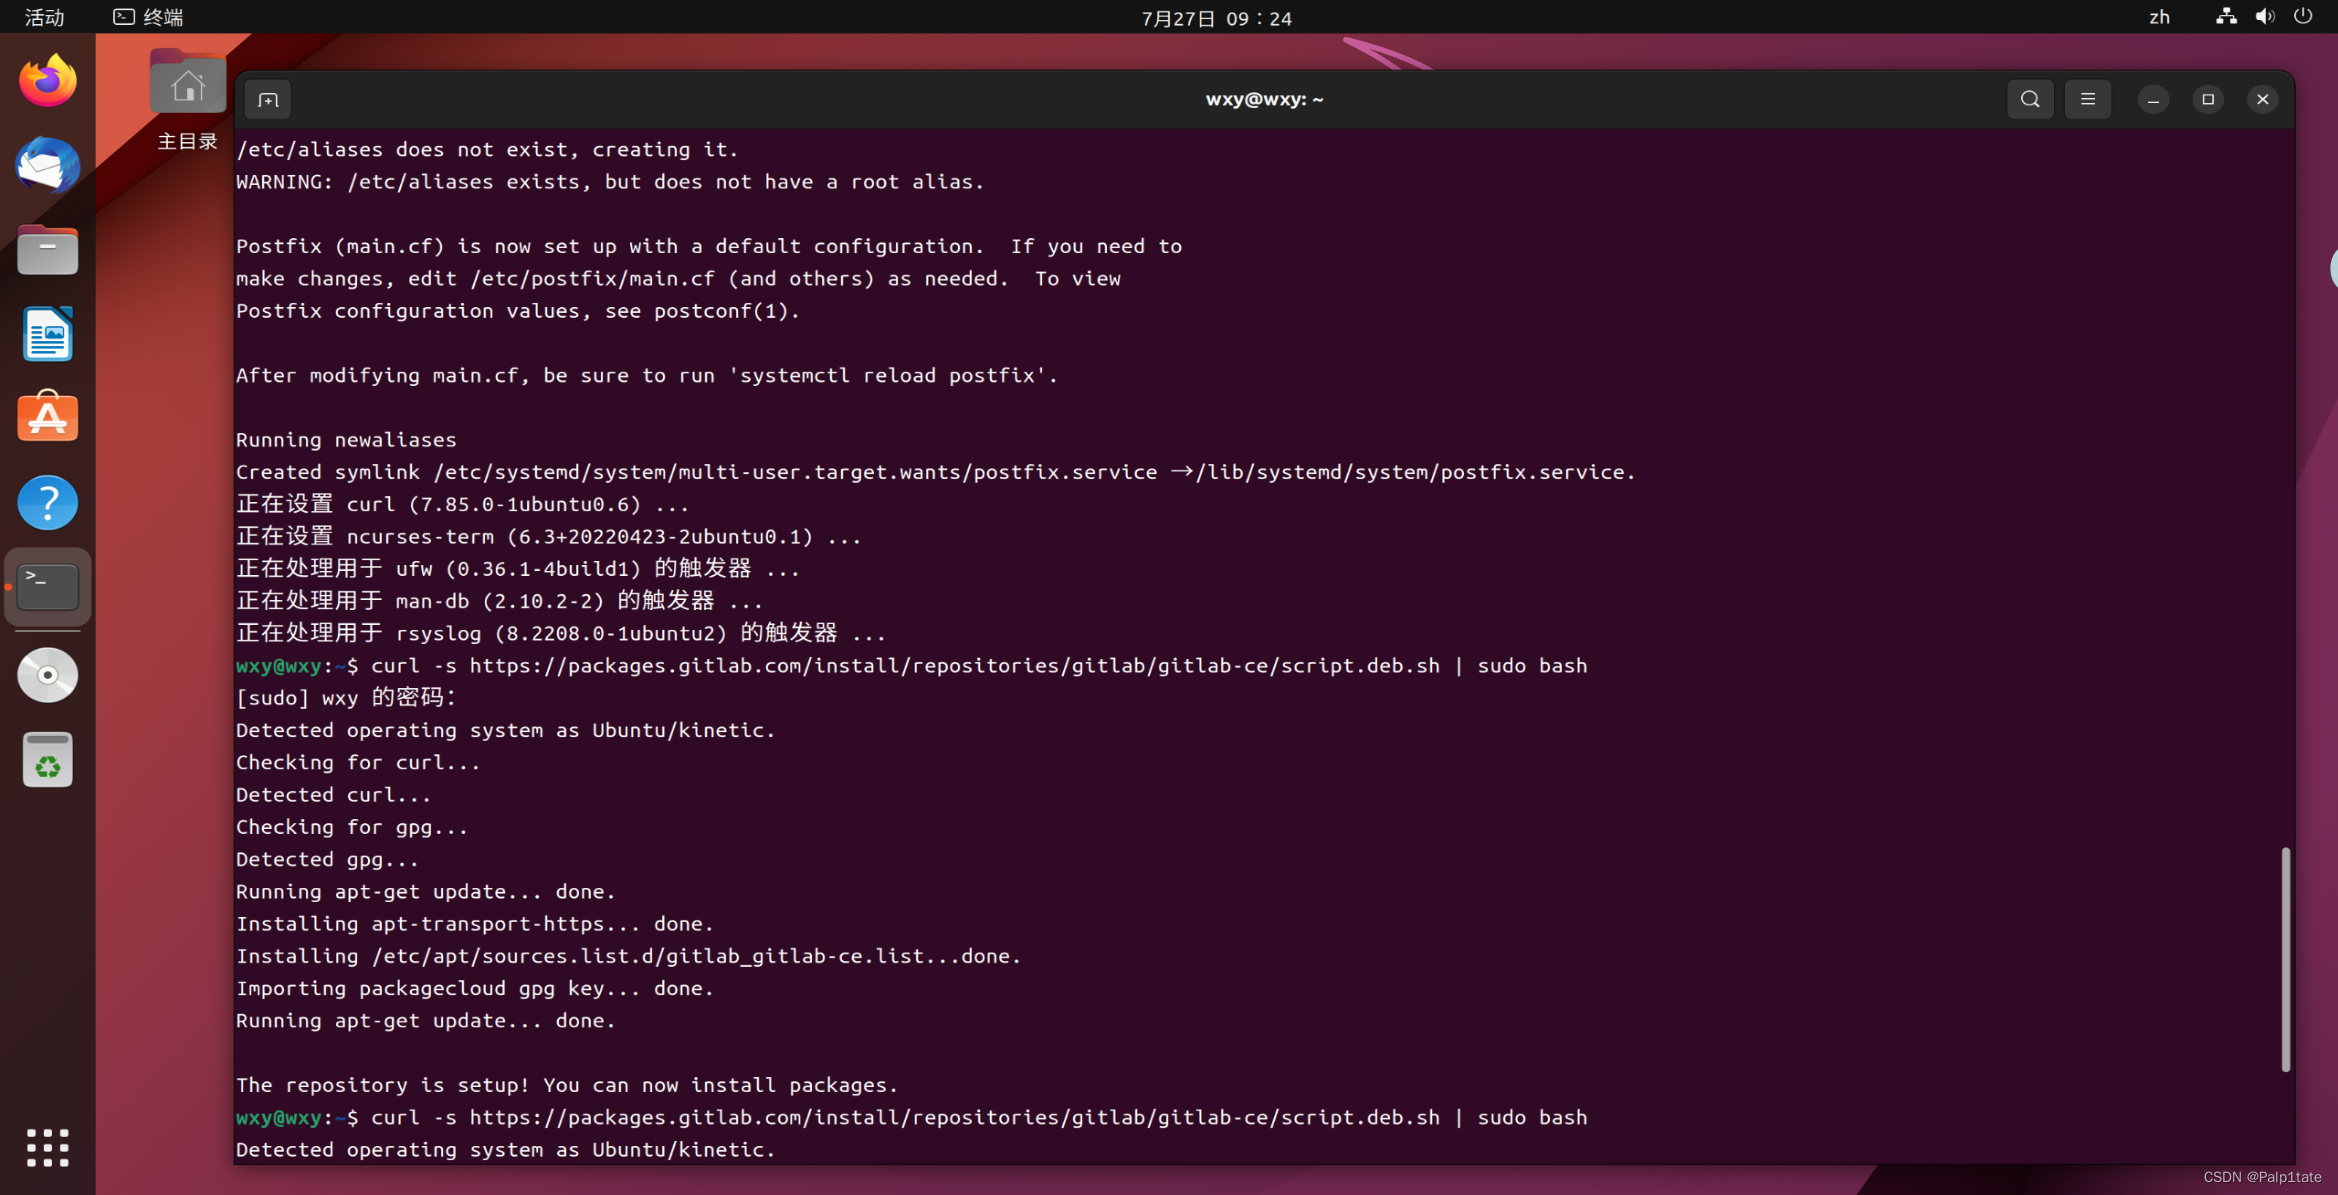 活动 终端 7月27日 09：24 zh
主目录
wxy@wxy: ~
/etc/aliases does not exist, creating it.
WARNING: /etc/aliases exists, but does not have a root alias.
Postfix (main.cf) is now set up with a default configuration.  If you need to
make changes, edit /etc/postfix/main.cf (and others) as needed.  To view
Postfix configuration values, see postconf(1).
After modifying main.cf, be sure to run 'systemctl reload postfix'.
Running newaliases
Created symlink /etc/systemd/system/multi-user.target.wants/postfix.service → /lib/systemd/system/postfix.service.
正在设置 curl (7.85.0-1ubuntu0.6) ...
正在设置 ncurses-term (6.3+20220423-2ubuntu0.1) ...
正在处理用于 ufw (0.36.1-4build1) 的触发器 ...
正在处理用于 man-db (2.10.2-2) 的触发器 ...
正在处理用于 rsyslog (8.2208.0-1ubuntu2) 的触发器 ...
wxy@wxy:~$ curl -s https://packages.gitlab.com/install/repositories/gitlab/gitlab-ce/script.deb.sh | sudo bash
[sudo] wxy 的密码：
Detected operating system as Ubuntu/kinetic.
Checking for curl...
Detected curl...
Checking for gpg...
Detected gpg...
Running apt-get update... done.
Installing apt-transport-https... done.
Installing /etc/apt/sources.list.d/gitlab_gitlab-ce.list...done.
Importing packagecloud gpg key... done.
Running apt-get update... done.
The repository is setup! You can now install packages.
wxy@wxy:~$ curl -s https://packages.gitlab.com/install/repositories/gitlab/gitlab-ce/script.deb.sh | sudo bash
Detected operating system as Ubuntu/kinetic.
CSDN @Palp1tate